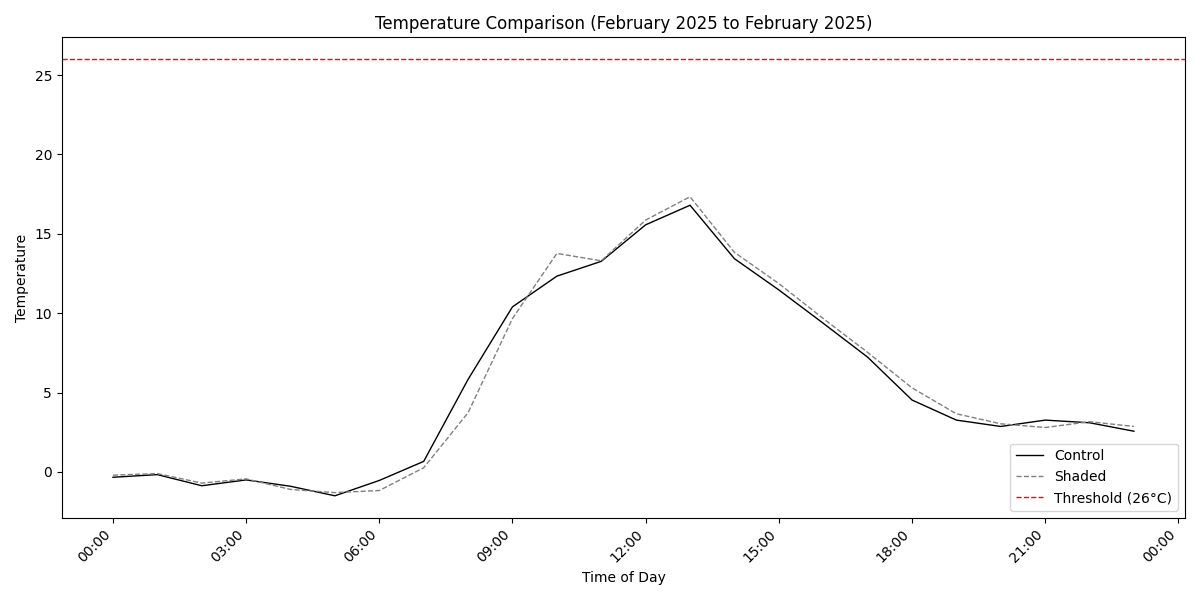 Temperature Comparison (February 2025 to February 2025)
Temperature
25
20
15
10
5
0
Control
Shaded
Threshold (26°C)
00:00
03:00
06:00
09:00
12:00
15:00
18:00
21:00
00:00
Time of Day